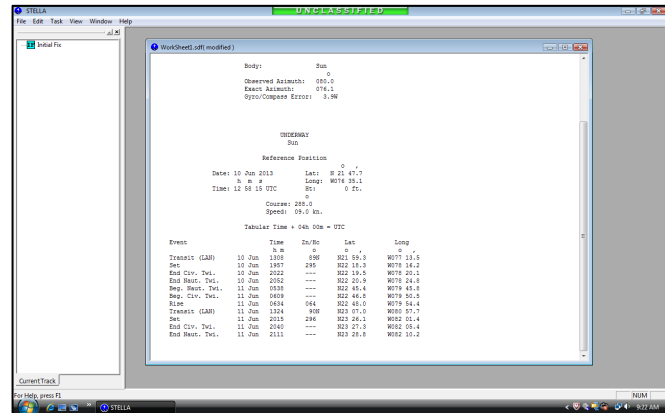 STELLA
UNCLASSIFIED
File Edit Task View Window Help
Initial Fix
WorkSheet1.sdf( modified )
Body: Sun
o
Observed Azimuth: 080.0
Exact Azimuth: 076.1
Gyro/Compass Error: 3.9W
UNDERWAY
Sun
Reference Position
o ,
Date: 10 Jun 2013 Lat: N 21 47.7
h m s Long: W076 35.1
Time: 12 58 15 UTC Ht: 0 ft.
o
Course: 288.0
Speed: 09.0 kn.
Tabular Time + 04h 00m = UTC
Event Time Zn/Hc Lat Long
h m o o , o ,
Transit (LAN) 10 Jun 1308 89N N21 59.3 W077 13.5
Set 10 Jun 1957 295 N22 18.3 W078 14.2
End Civ. Twi. 10 Jun 2022 --- N22 19.5 W078 20.1
End Naut. Twi. 10 Jun 2052 --- N22 20.9 W078 24.8
Beg. Naut. Twi. 11 Jun 0538 --- N22 45.4 W079 45.8
Beg. Civ. Twi. 11 Jun 0609 --- N22 46.8 W079 50.5
Rise 11 Jun 0634 064 N22 48.0 W079 54.4
Transit (LAN) 11 Jun 1324 90N N23 07.0 W080 57.7
Set 11 Jun 2015 296 N23 26.1 W082 01.4
End Civ. Twi. 11 Jun 2040 --- N23 27.3 W082 05.4
End Naut. Twi. 11 Jun 2111 --- N23 28.8 W082 10.2
CurrentTrack
For Help, press F1
NUM
STELLA
9:22 AM